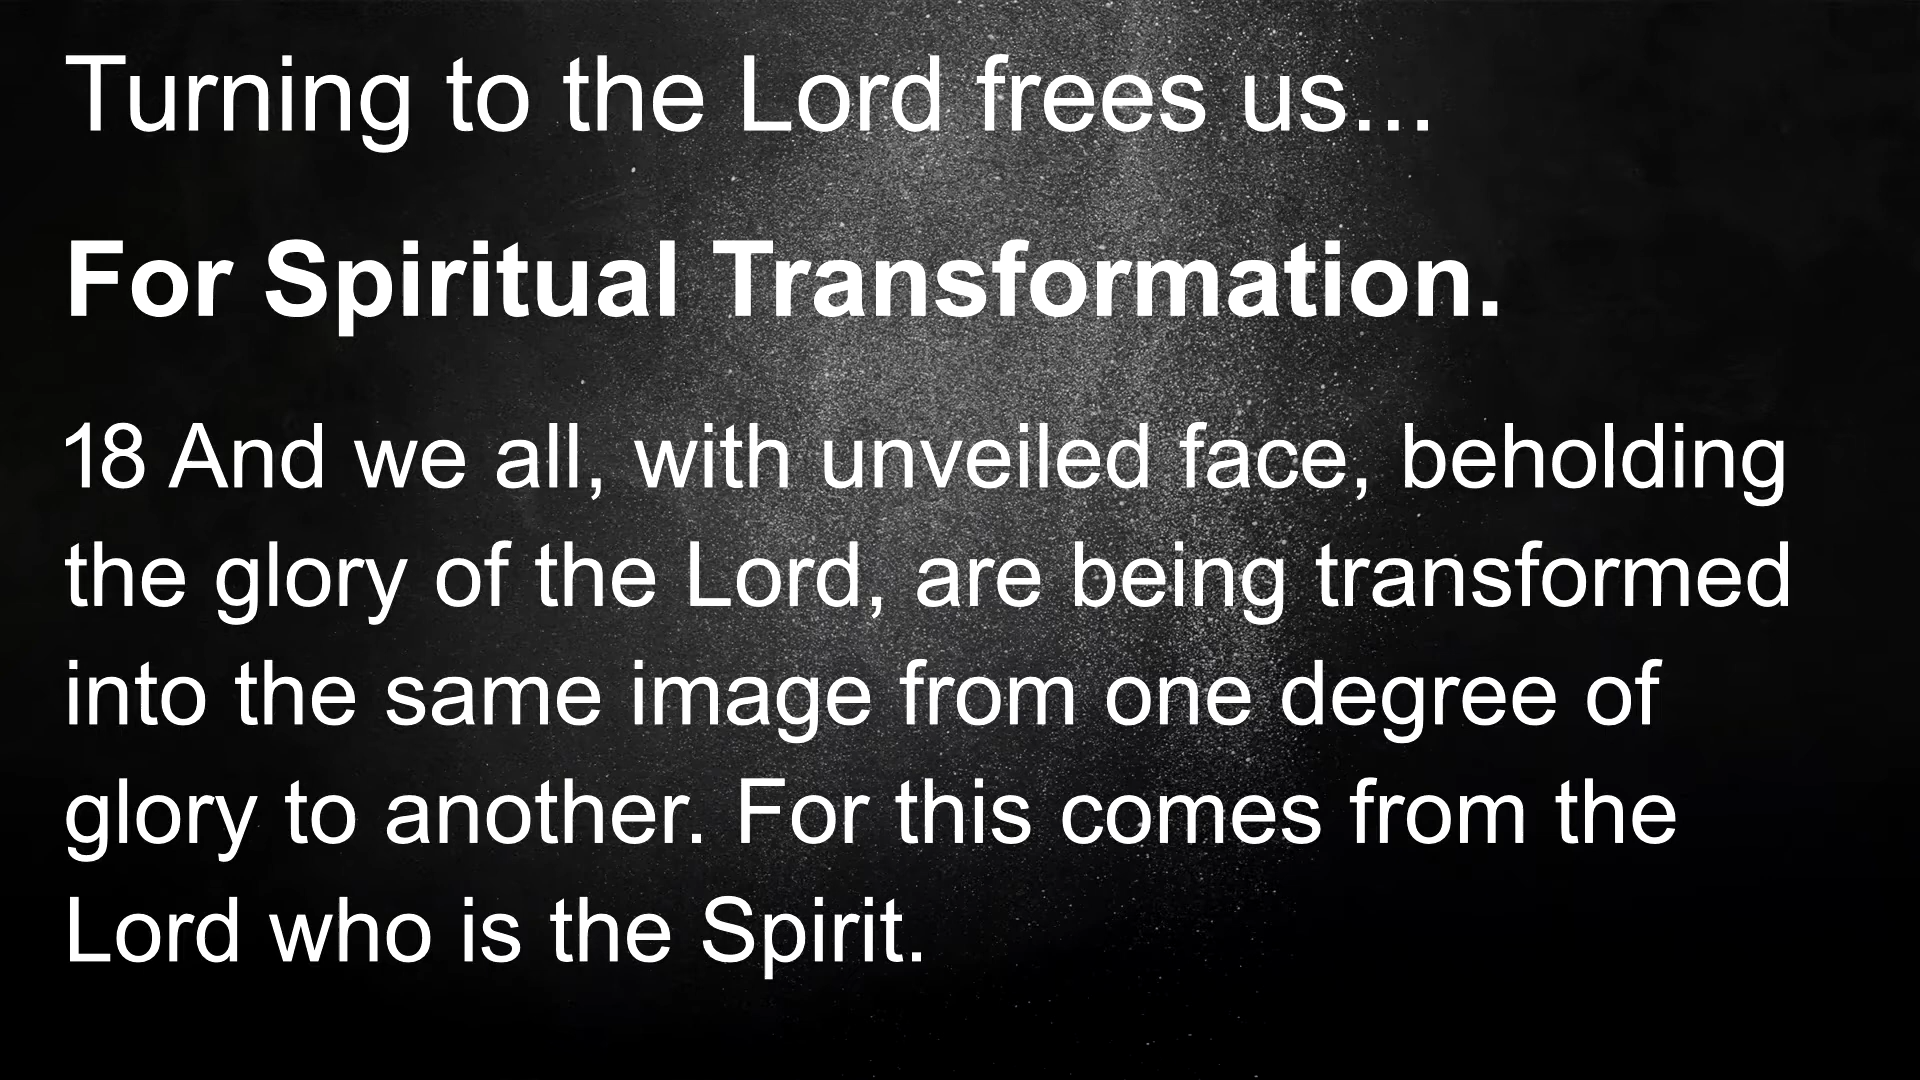 Turning to the Lord frees us...
For Spiritual Transformation.
18 And we all, with unveiled face, beholding
the glory of the Lord, are being transformed
into the same image from one degree of
glory to another. For this comes from the
Lord who is the Spirit.